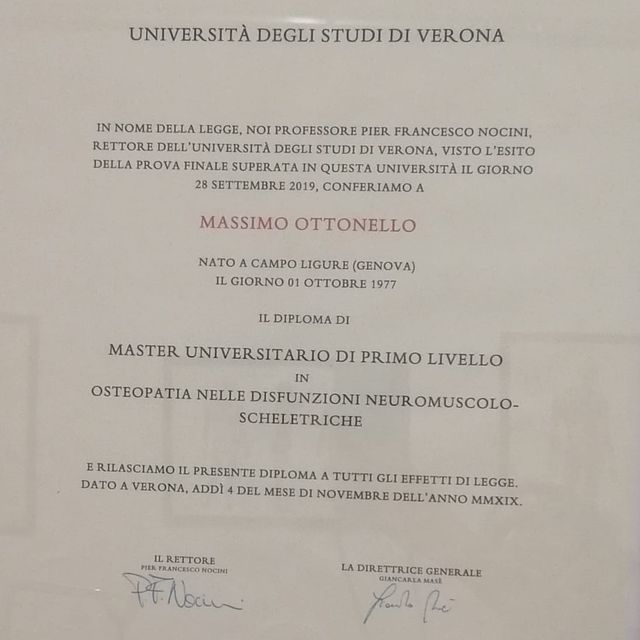 UNIVERSITÀ DEGLI STUDI DI VERONA
IN NOME DELLA LEGGE, NOI PROFESSORE PIER FRANCESCO NOCINI,
RETTORE DELL'UNIVERSITÀ DEGLI STUDI DI VERONA, VISTO L'ESITO
DELLA PROVA FINALE SUPERATA IN QUESTA UNIVERSITÀ IL GIORNO
28 SETTEMBRE 2019, CONFERIAMO A
MASSIMO OTTONELLO
NATO A CAMPO LIGURE (GENOVA)
IL GIORNO 01 OTTOBRE 1977
IL DIPLOMA DI
MASTER UNIVERSITARIO DI PRIMO LIVELLO
IN
OSTEOPATIA NELLE DISFUNZIONI NEUROMUSCOLO-
SCHELETRICHE
E RILASCIAMO IL PRESENTE DIPLOMA A TUTTI GLI EFFETTI DI LEGGE.
DATO A VERONA, ADDÌ 4 DEL MESE DI NOVEMBRE DELL'ANNO MMXIX.
IL RETTORE
PIER FRANCESCO NOCINI
P.F. Nocini
LA DIRETTRICE GENERALE
GIANCARLA MASÈ